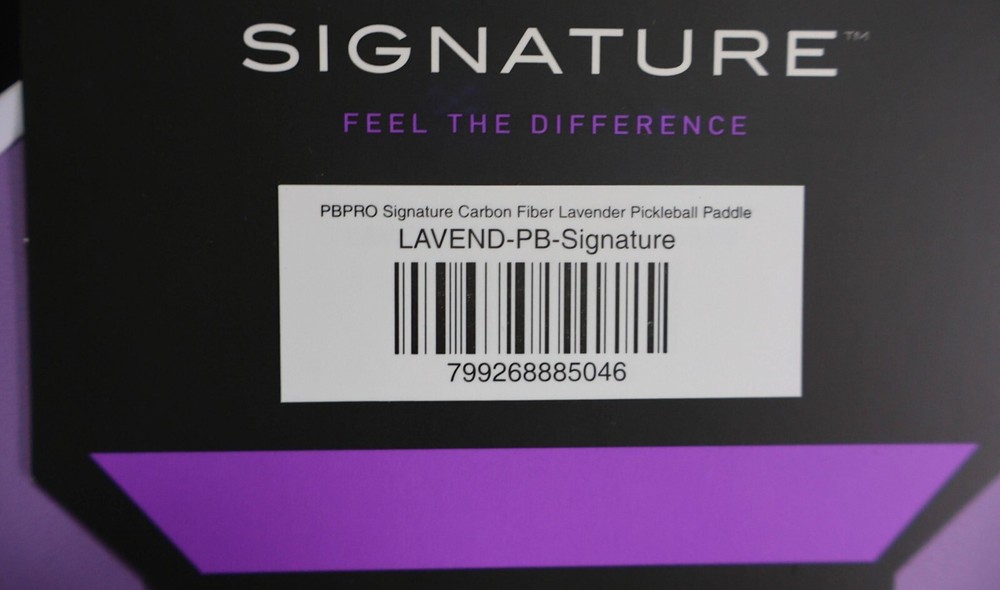 SIGNATURE™
FEEL THE DIFFERENCE
PBPRO Signature Carbon Fiber Lavender Pickleball Paddle
LAVEND-PB-Signature
799268885046